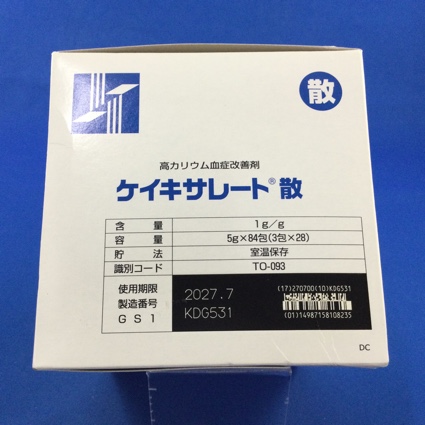 散
高カリウム血症改善剤
ケイキサレート®散
含量 1g/g
容量 5g×84包(3包×28)
貯法 室温保存
識別コード TO-093
使用期限 2027.7
製造番号 KDG531
GS1
(17)270700(10)KDG531
(01)14987158108235
DC